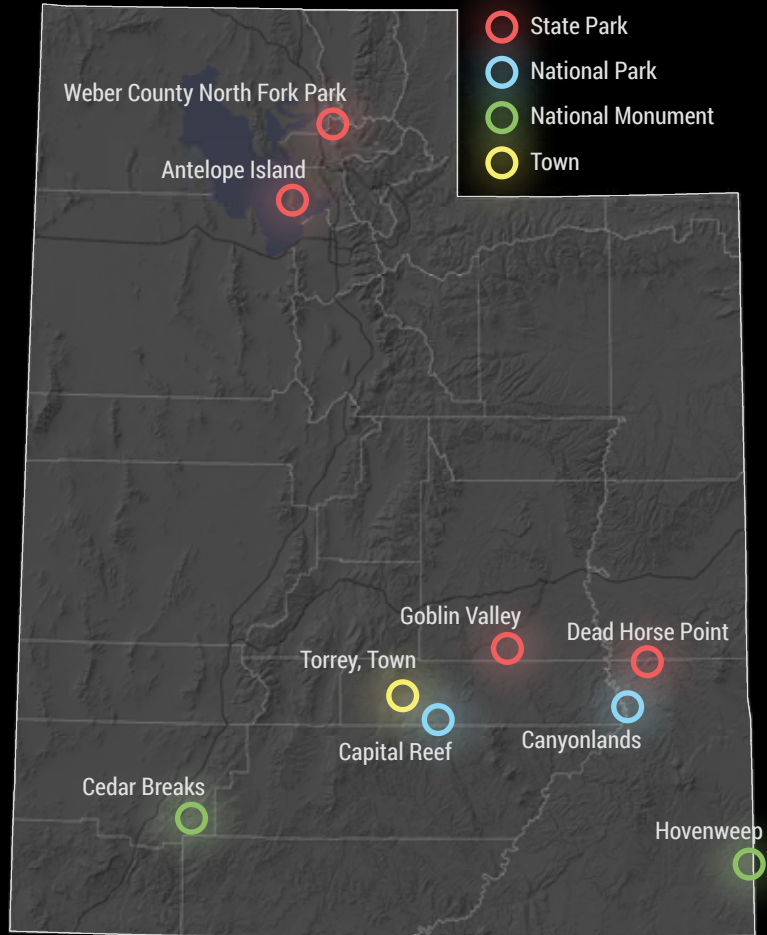 State Park
National Park
National Monument
Town
Weber County North Fork Park
Antelope Island
Goblin Valley
Dead Horse Point
Torrey, Town
Capital Reef
Canyonlands
Cedar Breaks
Hovenweep